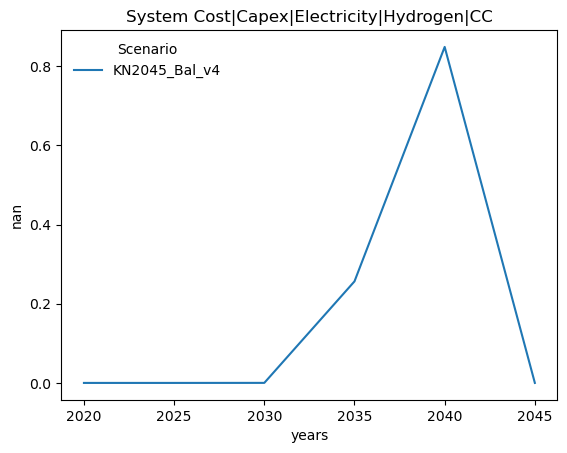 System Cost|Capex|Electricity|Hydrogen|CC
Scenario
KN2045_Bal_v4
0.8
0.6
0.4
0.2
0.0
nan
2020 2025 2030 2035 2040 2045
years